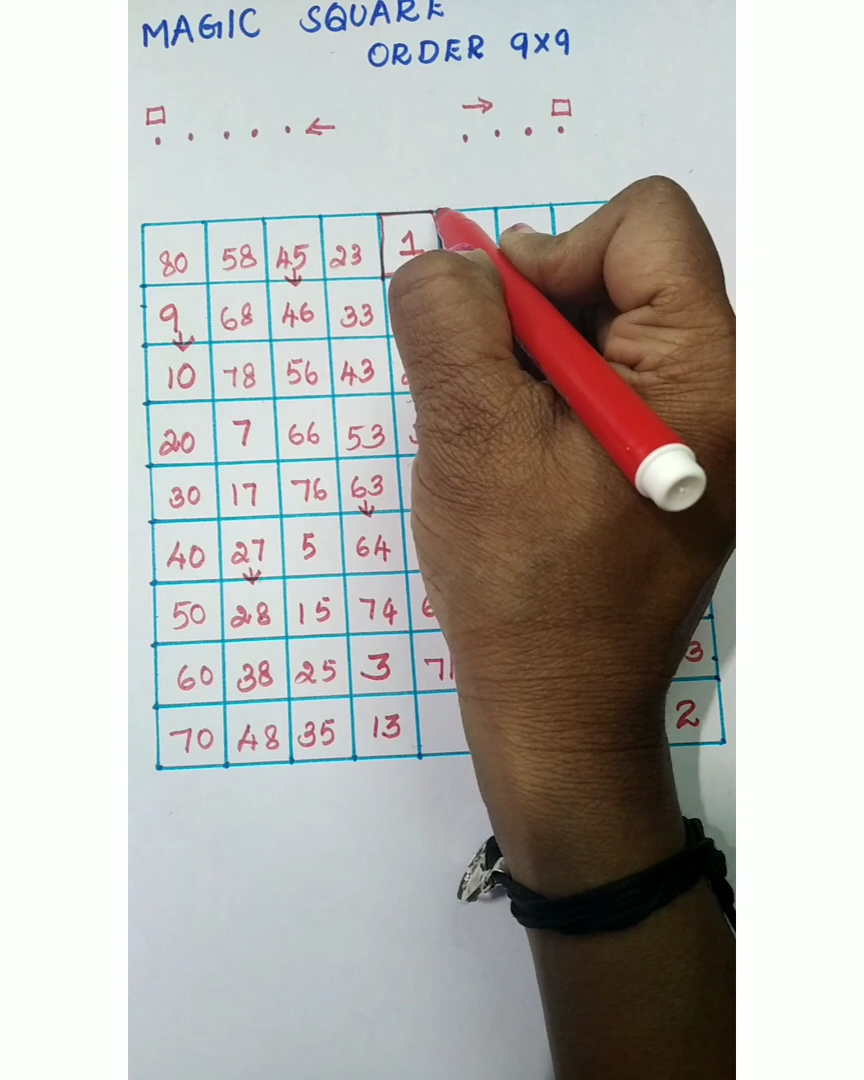 MAGIC SQUARE
ORDER 9x9
80 58 45 23 1
9 68 46 33
10 78 56 43
20 7 66 53
30 17 76 63
40 27 5 64
50 28 15 74
60 38 25 3 71 3
70 48 35 13 2